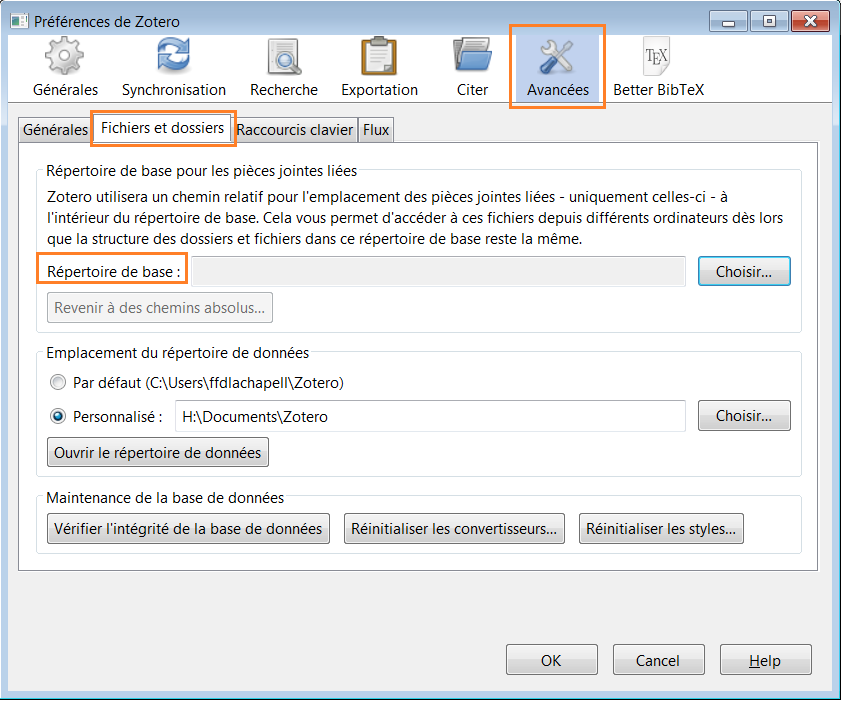 Préférences de Zotero
Générales Synchronisation Recherche Exportation Citer Avancées TEX Better BibTeX
Générales Fichiers et dossiers Raccourcis clavier Flux
Répertoire de base pour les pièces jointes liées
Zotero utilisera un chemin relatif pour l'emplacement des pièces jointes liées - uniquement celles-ci - à
l'intérieur du répertoire de base. Cela vous permet d'accéder à ces fichiers depuis différents ordinateurs dès lors
que la structure des dossiers et fichiers dans ce répertoire de base reste la même.
Répertoire de base : Choisir...
Revenir à des chemins absolus...
Emplacement du répertoire de données
Par défaut (C:\Users\ffdlachapell\Zotero)
Personnalisé : H:\Documents\Zotero Choisir...
Ouvrir le répertoire de données
Maintenance de la base de données
Vérifier l'intégrité de la base de données Réinitialiser les convertisseurs... Réinitialiser les styles...
OK Cancel Help